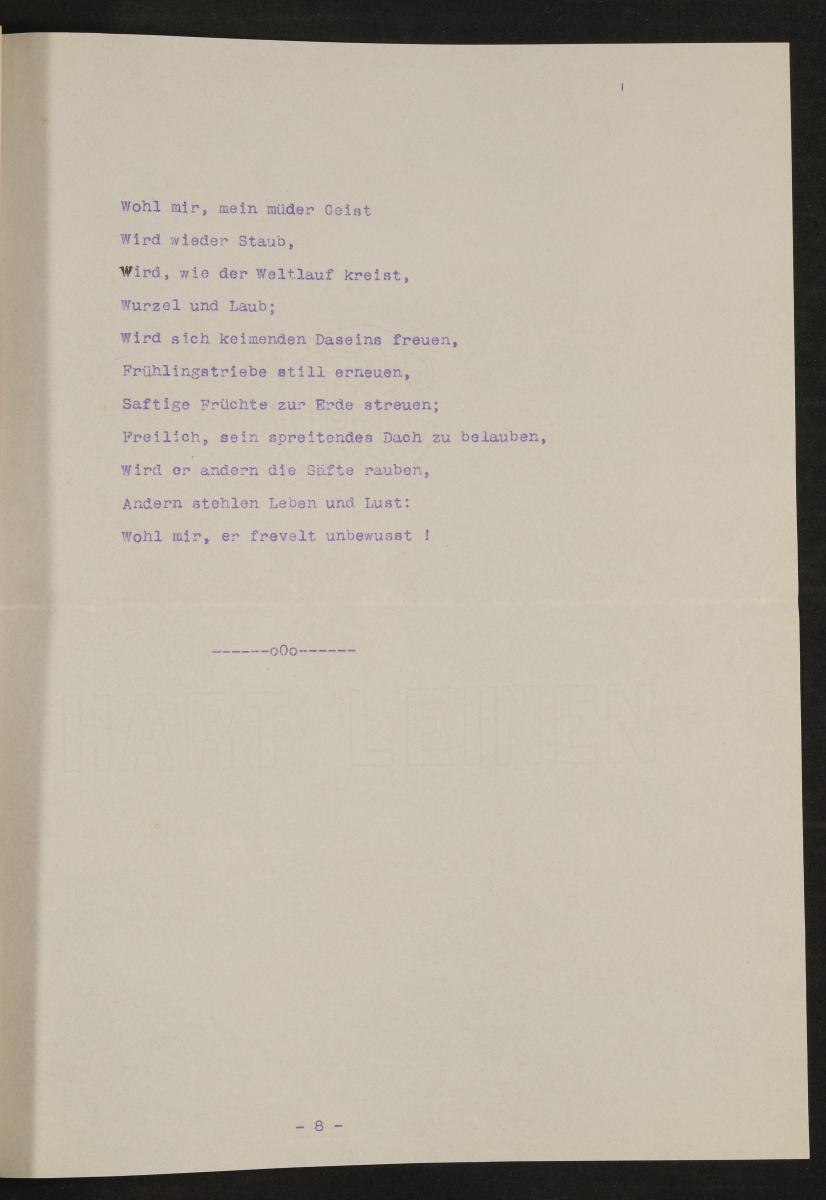 Wohl mir, mein müder Geist
Wird wieder Staub,
Wird, wie der Weltlauf kreist,
Wurzel und Laub;
Wird sich keimenden Daseins freuen,
Frühlingstriebe still erneuen,
Saftige Früchte zur Erde streuen;
Freilich, sein spreitendes Dach zu belauben,
Wird er andern die Säfte rauben,
Andern stehlen Leben und Lust:
Wohl mir, er frevelt unbewusst !
------oOo------
HART LEINEN
- 8 -